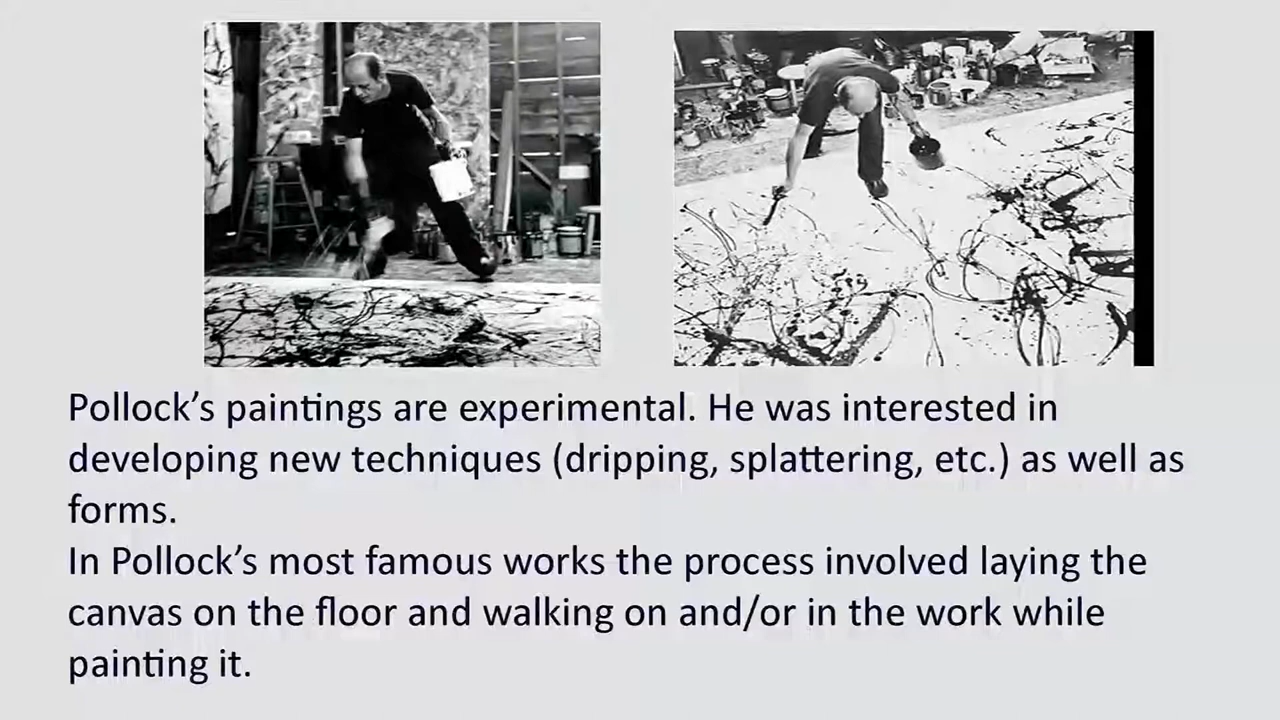 Pollock’s paintings are experimental. He was interested in
developing new techniques (dripping, splattering, etc.) as well as
forms.
In Pollock’s most famous works the process involved laying the
canvas on the floor and walking on and/or in the work while
painting it.